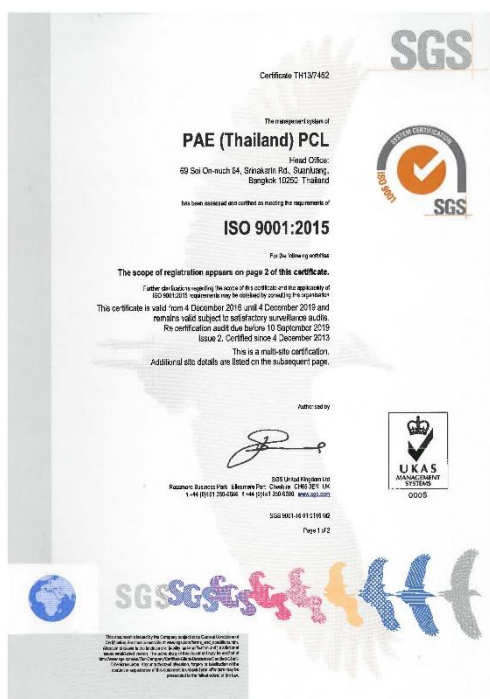 SGS
Certificate TH13/7452
The management system of
PAE (Thailand) PCL
Head Office:
69 Soi On-nuch 64, Srinakarin Rd., Suanluang,
Bangkok 10250 Thailand
has been assessed and certified as meeting the requirements of
ISO 9001:2015
For the following activities
The scope of registration appears on page 2 of this certificate.
Further clarifications regarding the scope of this certificate and the applicability of
ISO 9001:2015 requirements may be obtained by consulting the organisation
This certificate is valid from 4 December 2016 until 4 December 2019 and
remains valid subject to satisfactory surveillance audits.
Re certification audit due before 10 September 2019
Issue 2. Certified since 4 December 2013
This is a multi-site certification.
Additional site details are listed on the subsequent page.
SYSTEM CERTIFICATION
ISO 9001
SGS
Authorised by
SGS United Kingdom Ltd
Rossmore Business Park Ellesmere Port Cheshire CH65 3EN UK
www.sgs.com
Page 1 of 2
UKAS
MANAGEMENT
SYSTEMS
0005
SGS SGS